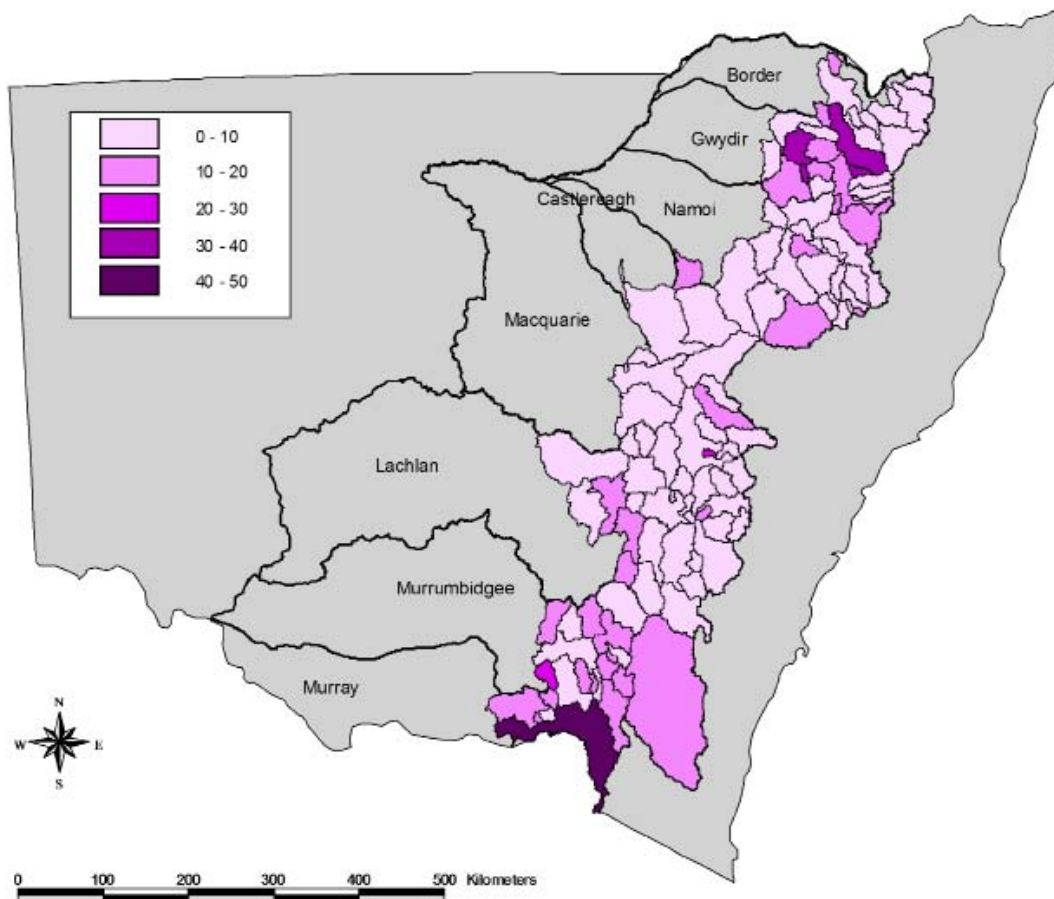 Border
0 - 10
Gwydir
10 - 20
Castlereagh
Namoi
20 - 30
30 - 40
40 - 50
Macquarie
Lachlan
Murrumbidgee
Murray
N
W E
S
0 100 200 300 400 500 Kilometers